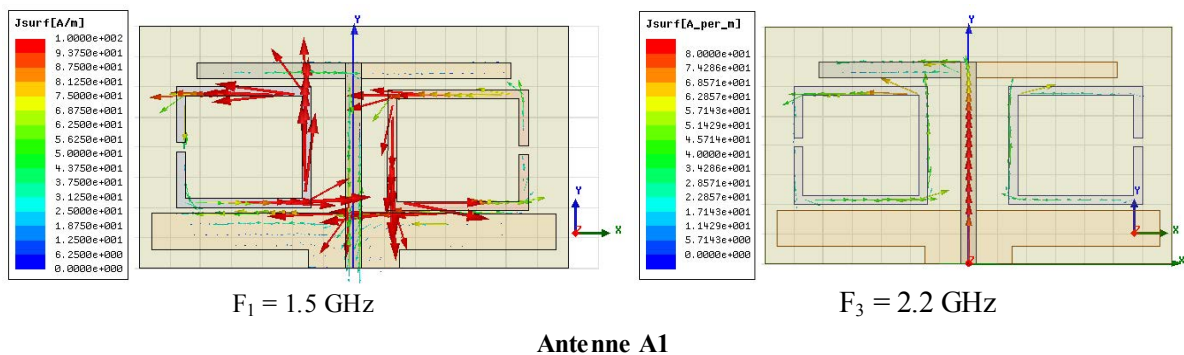 Jsurf[A/m]
1.0000e+002
9.3750e+001
8.7500e+001
8.1250e+001
7.5000e+001
6.8750e+001
6.2500e+001
5.6250e+001
5.0000e+001
4.3750e+001
3.7500e+001
3.1250e+001
2.5000e+001
1.8750e+001
1.2500e+001
6.2500e+000
0.0000e+000
Y
Y
Z
X
F₁ = 1.5 GHz
Jsurf[A_per_m]
8.0000e+001
7.4286e+001
6.8571e+001
6.2857e+001
5.7143e+001
5.1429e+001
4.5714e+001
4.0000e+001
3.4286e+001
2.8571e+001
2.2857e+001
1.7143e+001
1.1429e+001
5.7143e+000
0.0000e+000
Y
Y
Z
X
Z
X
F₃ = 2.2 GHz
Antenne A1